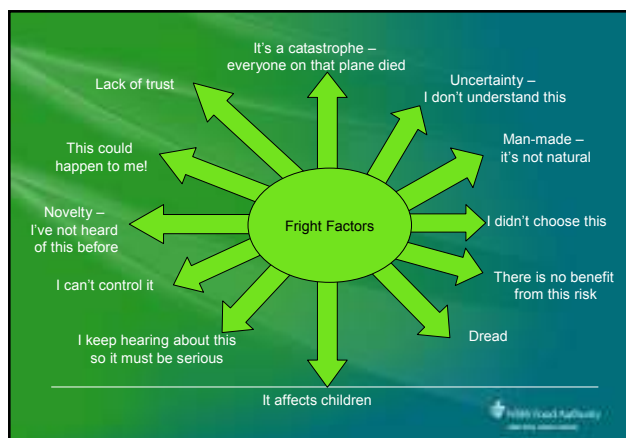 It's a catastrophe –
everyone on that plane died
Lack of trust
Uncertainty –
I don't understand this
This could
happen to me!
Man-made –
it's not natural
Novelty –
I've not heard
of this before
Fright Factors
I didn't choose this
I can't control it
There is no benefit
from this risk
I keep hearing about this
so it must be serious
Dread
It affects children
Food Authority